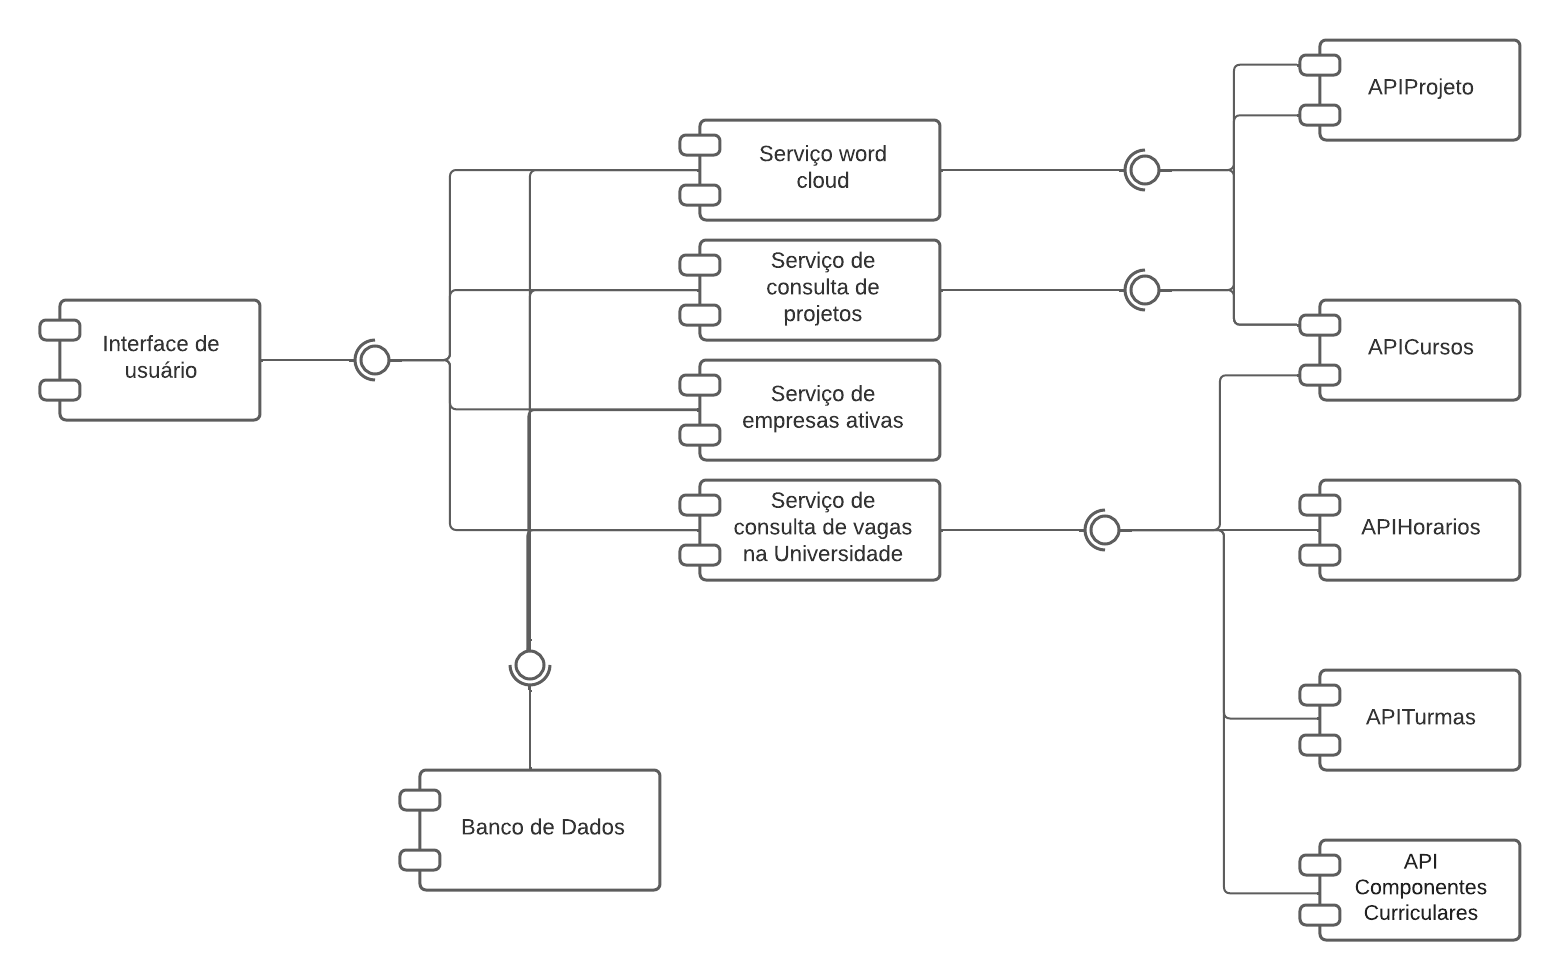 Interface de
usuário
Serviço word
cloud
Serviço de
consulta de
projetos
Serviço de
empresas ativas
Serviço de
consulta de vagas
na Universidade
Banco de Dados
APIProjeto
APICursos
APIHorarios
APITurmas
API
Componentes
Curriculares